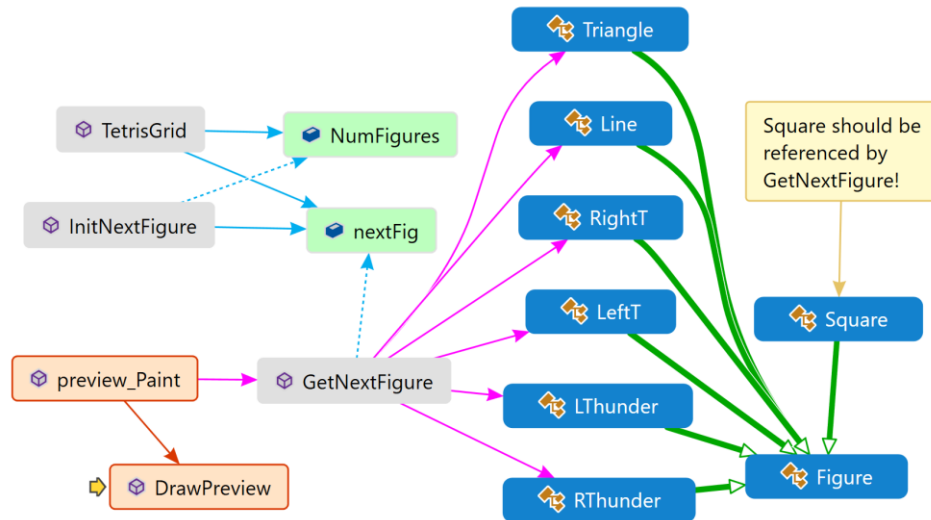 Triangle
TetrisGrid
NumFigures
Line
Square should be
referenced by
GetNextFigure!
InitNextFigure
nextFig
RightT
LeftT
Square
preview_Paint
GetNextFigure
LThunder
DrawPreview
RThunder
Figure